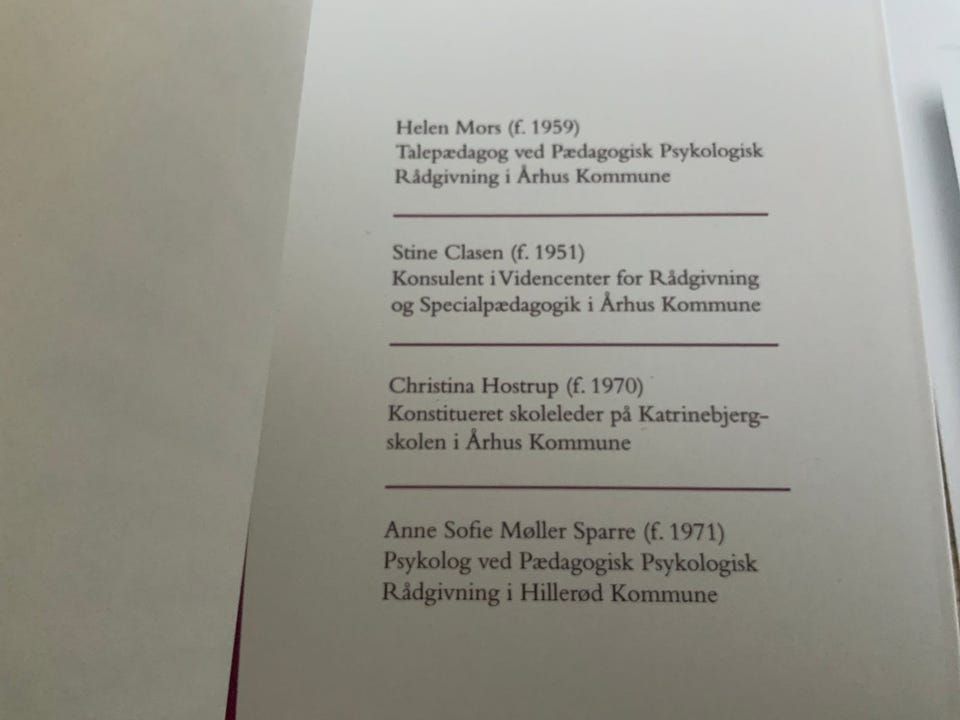 Helen Mors (f. 1959)
Talepædagog ved Pædagogisk Psykologisk
Rådgivning i Århus Kommune
Stine Clasen (f. 1951)
Konsulent i Videncenter for Rådgivning
og Specialpædagogik i Århus Kommune
Christina Hostrup (f. 1970)
Konstitueret skoleleder på Katrinebjerg-
skolen i Århus Kommune
Anne Sofie Møller Sparre (f. 1971)
Psykolog ved Pædagogisk Psykologisk
Rådgivning i Hillerød Kommune